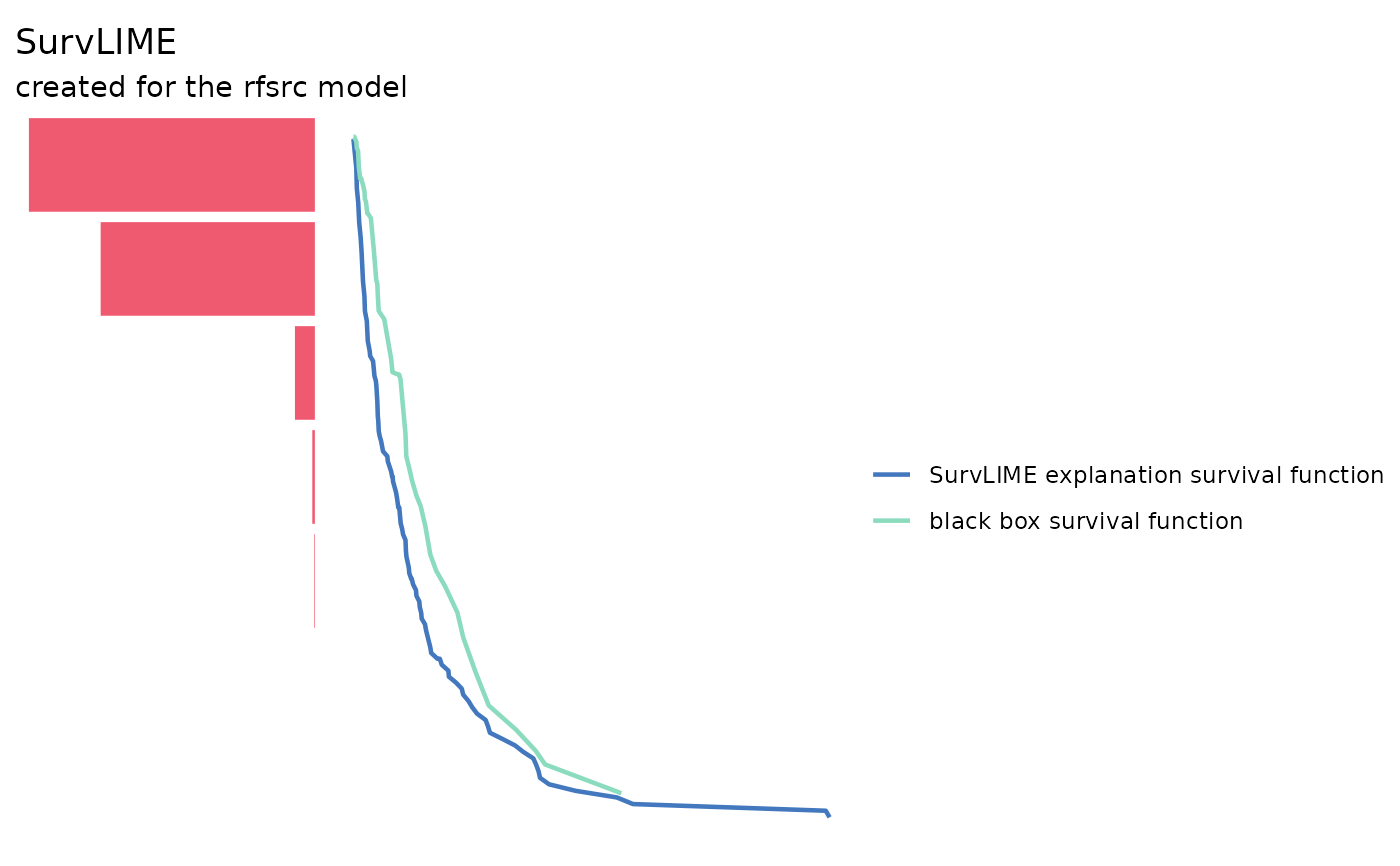 SurvLIME
created for the rfsrc model
SurvLIME explanation survival function
black box survival function